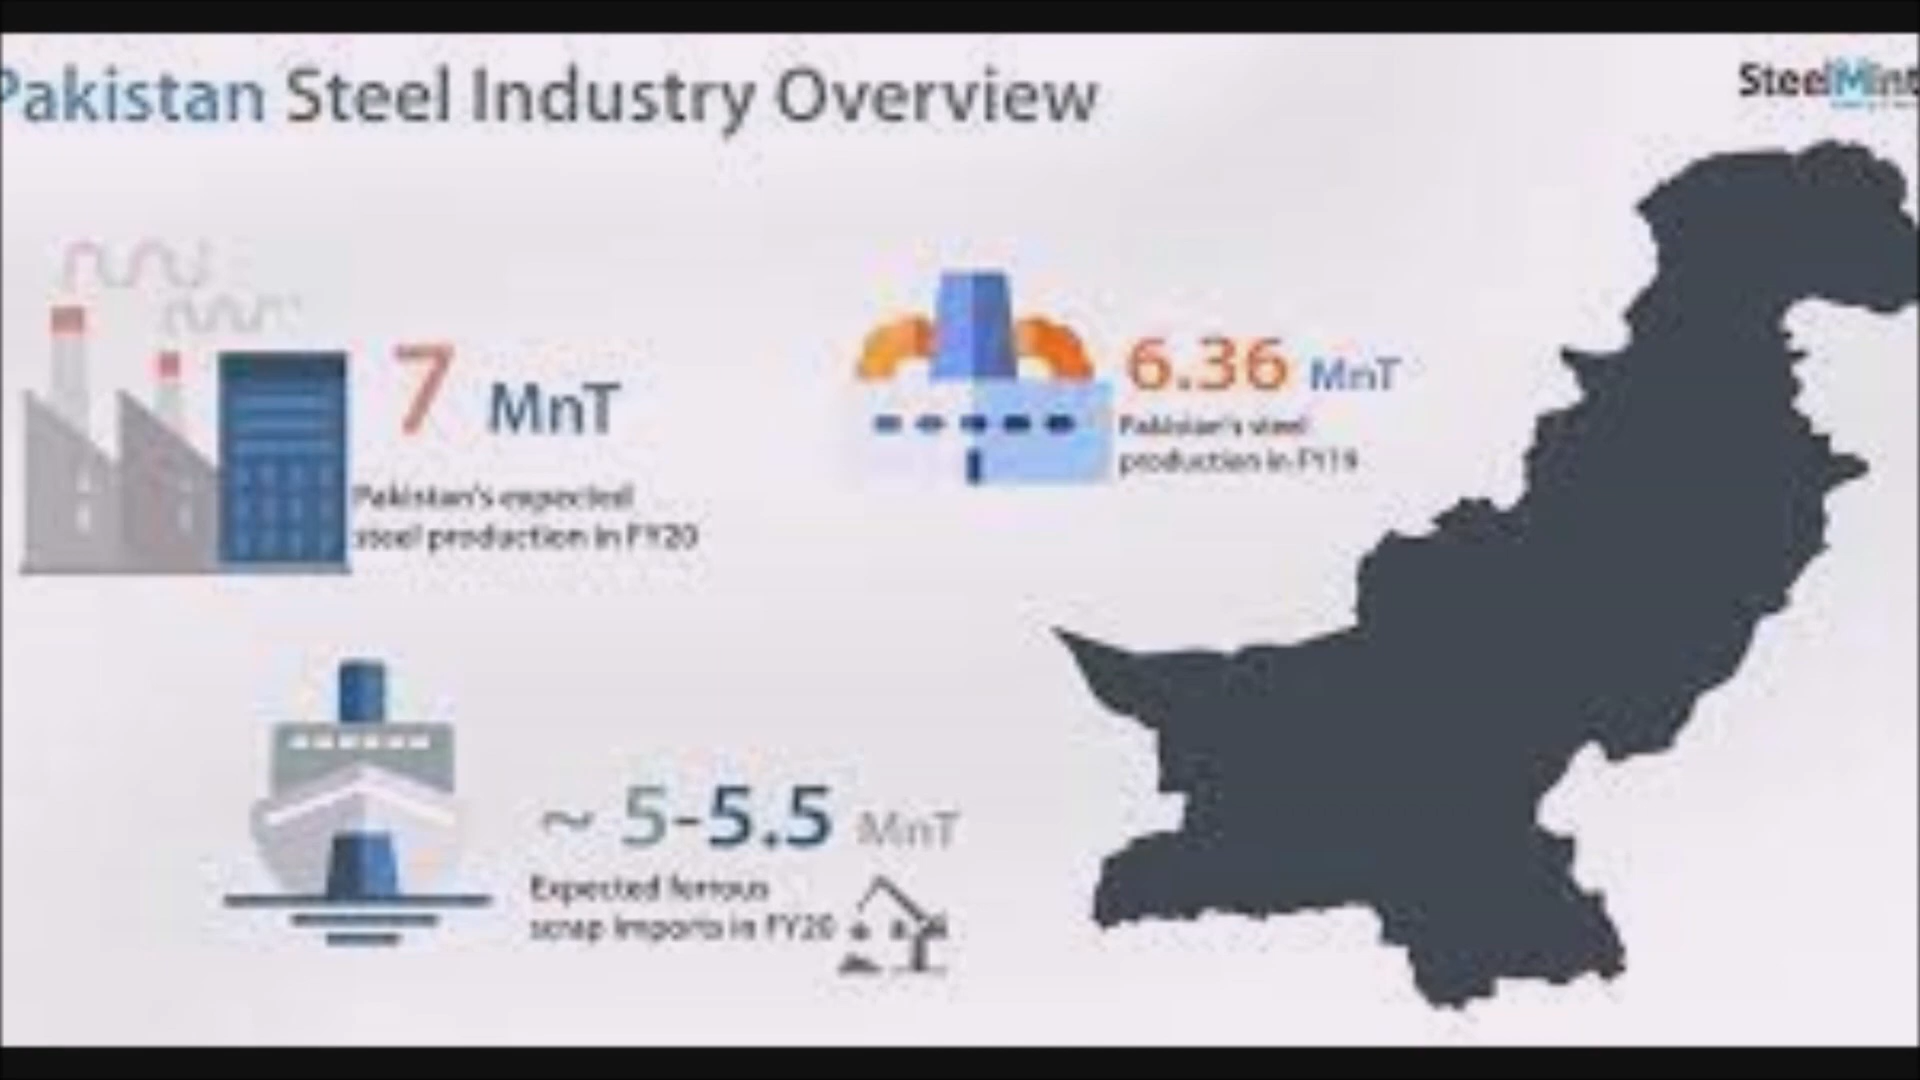 Pakistan Steel Industry Overview
SteelMint
7 MnT
Pakistan's expected
steel production in FY20
6.36 MnT
Pakistan's steel
production in FY19
~ 5-5.5 MnT
Expected ferrous
scrap imports in FY20